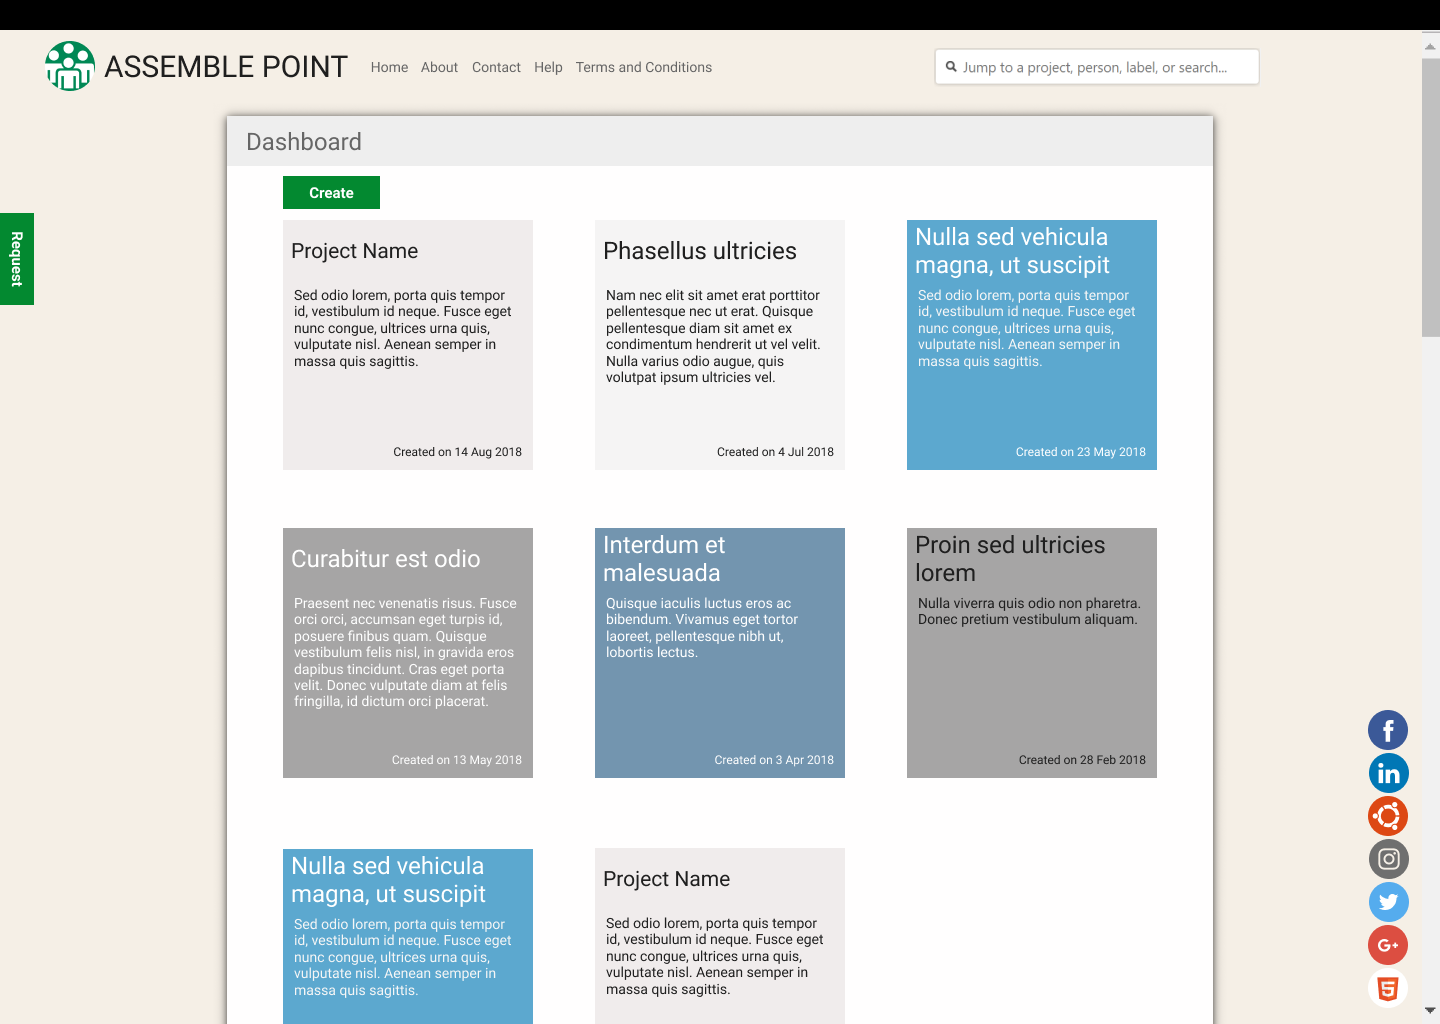 ASSEMBLE POINT
Home About Contact Help Terms and Conditions
Jump to a project, person, label, or search...
Dashboard
Create
Request
Project Name
Sed odio lorem, porta quis tempor
id, vestibulum id neque. Fusce eget
nunc congue, ultrices urna quis,
vulputate nisl. Aenean semper in
massa quis sagittis.
Created on 14 Aug 2018
Phasellus ultricies
Nam nec elit sit amet erat porttitor
pellentesque nec ut erat. Quisque
pellentesque diam sit amet ex
condimentum hendrerit ut vel velit.
Nulla varius odio augue, quis
volutpat ipsum ultricies vel.
Created on 4 Jul 2018
Nulla sed vehicula
magna, ut suscipit
Sed odio lorem, porta quis tempor
id, vestibulum id neque. Fusce eget
nunc congue, ultrices urna quis,
vulputate nisl. Aenean semper in
massa quis sagittis.
Created on 23 May 2018
Curabitur est odio
Praesent nec venenatis risus. Fusce
orci orci, accumsan eget turpis id,
posuere finibus quam. Quisque
vestibulum felis nisl, in gravida eros
dapibus tincidunt. Cras eget porta
velit. Donec vulputate diam at felis
fringilla, id dictum orci placerat.
Created on 13 May 2018
Interdum et
malesuada
Quisque iaculis luctus eros ac
bibendum. Vivamus eget tortor
laoreet, pellentesque nibh ut,
lobortis lectus.
Created on 3 Apr 2018
Proin sed ultricies
lorem
Nulla viverra quis odio non pharetra.
Donec pretium vestibulum aliquam.
Created on 28 Feb 2018
Nulla sed vehicula
magna, ut suscipit
Sed odio lorem, porta quis tempor
id, vestibulum id neque. Fusce eget
nunc congue, ultrices urna quis,
vulputate nisl. Aenean semper in
massa quis sagittis.
Project Name
Sed odio lorem, porta quis tempor
id, vestibulum id neque. Fusce eget
nunc congue, ultrices urna quis,
vulputate nisl. Aenean semper in
massa quis sagittis.
f
in
G+
5